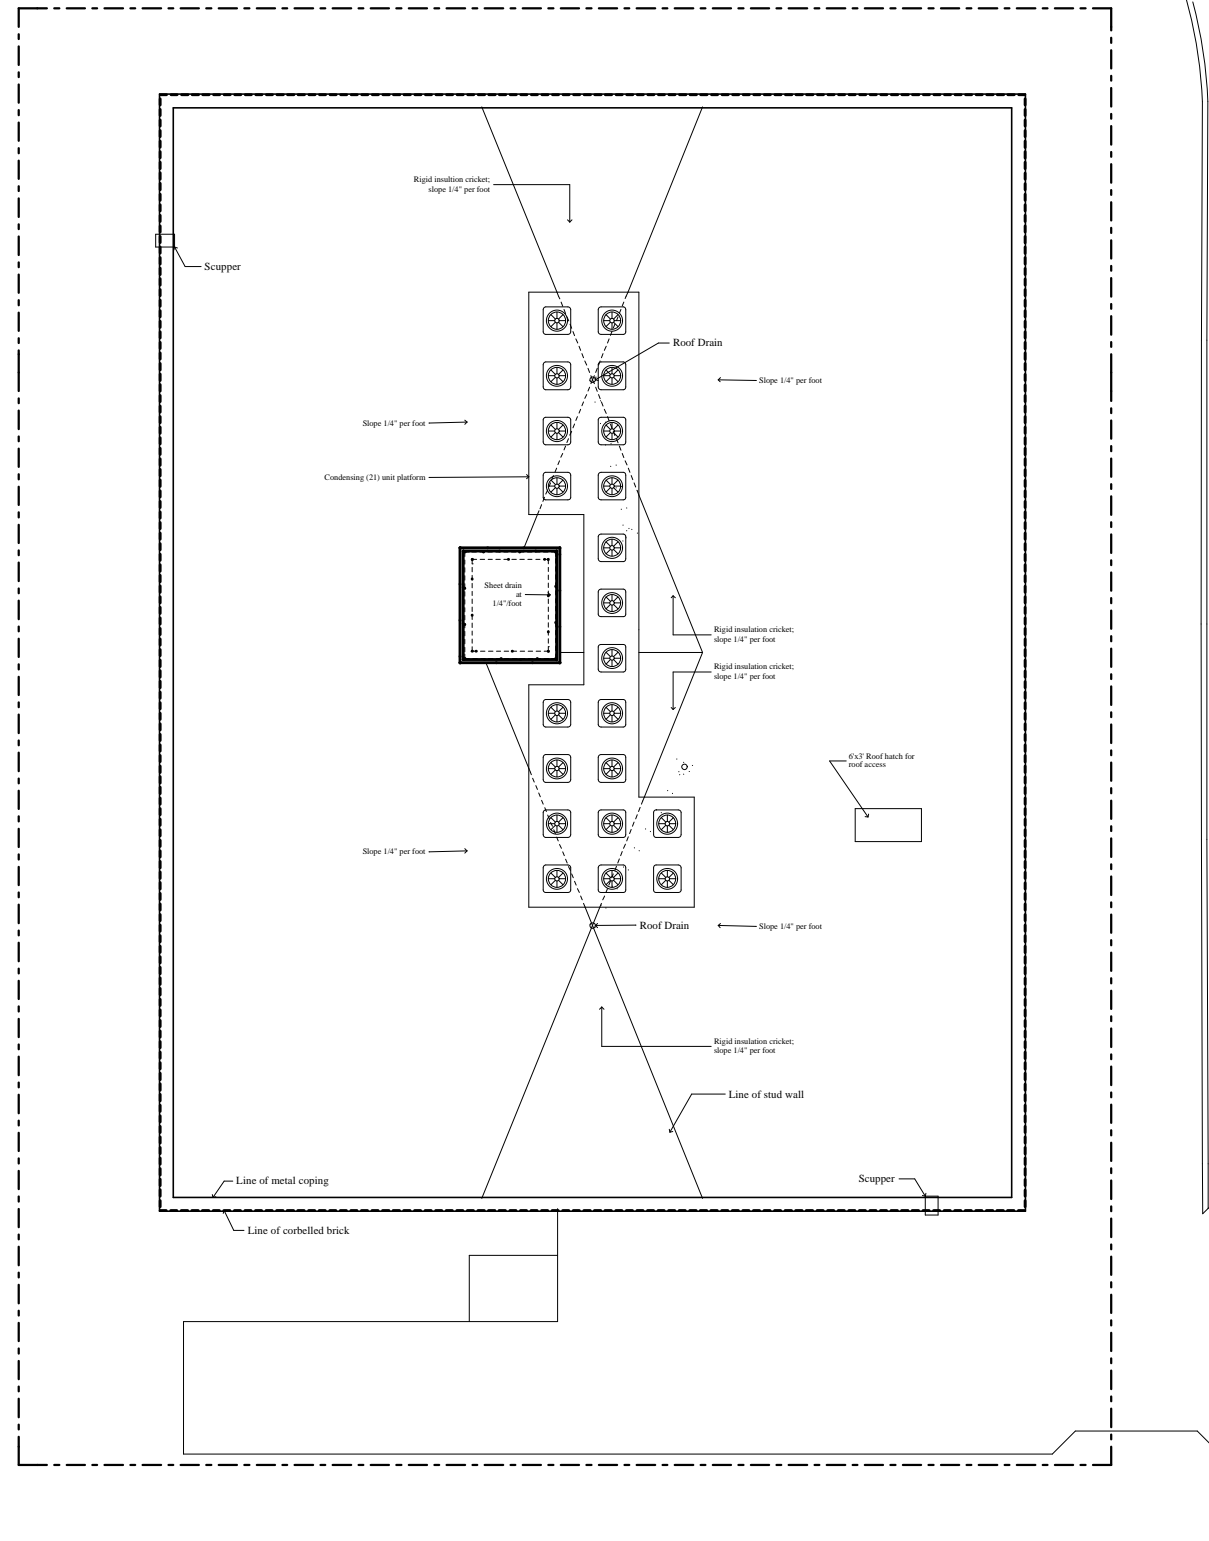 Rigid insultion cricket;
slope 1/4" per foot
Scupper
Roof Drain
Slope 1/4" per foot
Slope 1/4" per foot
Condensing (21) unit platform
Sheet drain
at
1/4"/foot
Rigid insulation cricket;
slope 1/4" per foot
Rigid insulation cricket;
slope 1/4" per foot
6'x3' Roof hatch for
roof access
Slope 1/4" per foot
Roof Drain
Slope 1/4" per foot
Rigid insulation cricket;
slope 1/4" per foot
Line of stud wall
Line of metal coping
Scupper
Line of corbelled brick